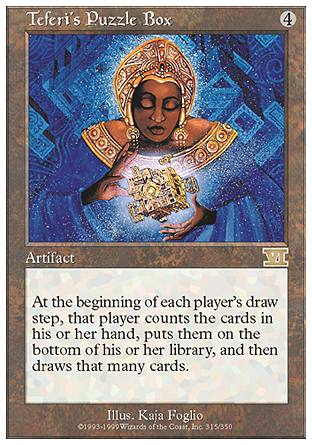 Teferi's Puzzle Box 4
Artifact
At the beginning of each player's draw
step, that player counts the cards in
his or her hand, puts them on the
bottom of his or her library, and then
draws that many cards.
Illus. Kaja Foglio
©1993-1999 Wizards of the Coast, Inc. 315/350